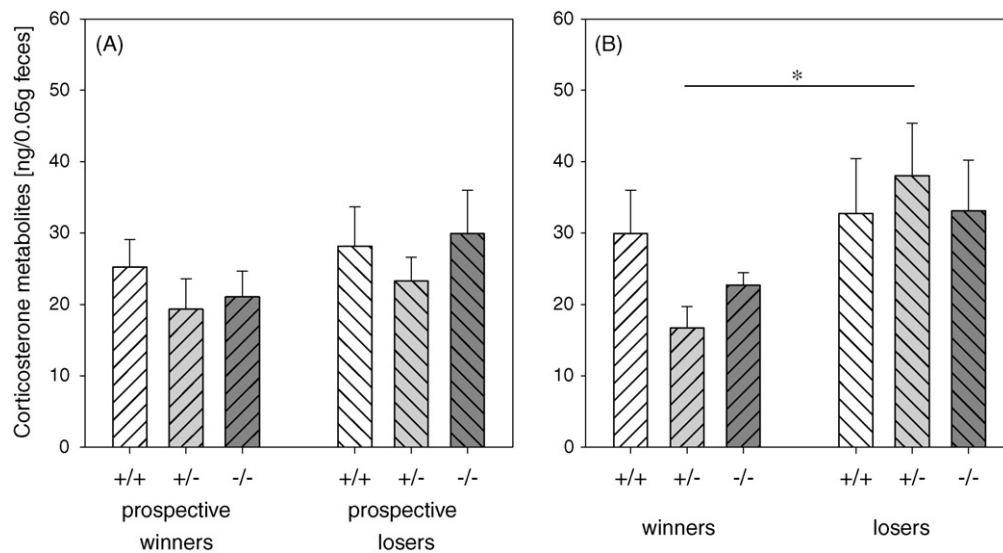 Corticosterone metabolites [ng/0.05g feces]
60
50
40
30
20
10
0
(A)
+/+ +/- -/- +/+ +/- -/-
prospective prospective
winners losers
60
50
40
30
20
10
0
(B)
*
+/+ +/- -/- +/+ +/- -/-
winners losers